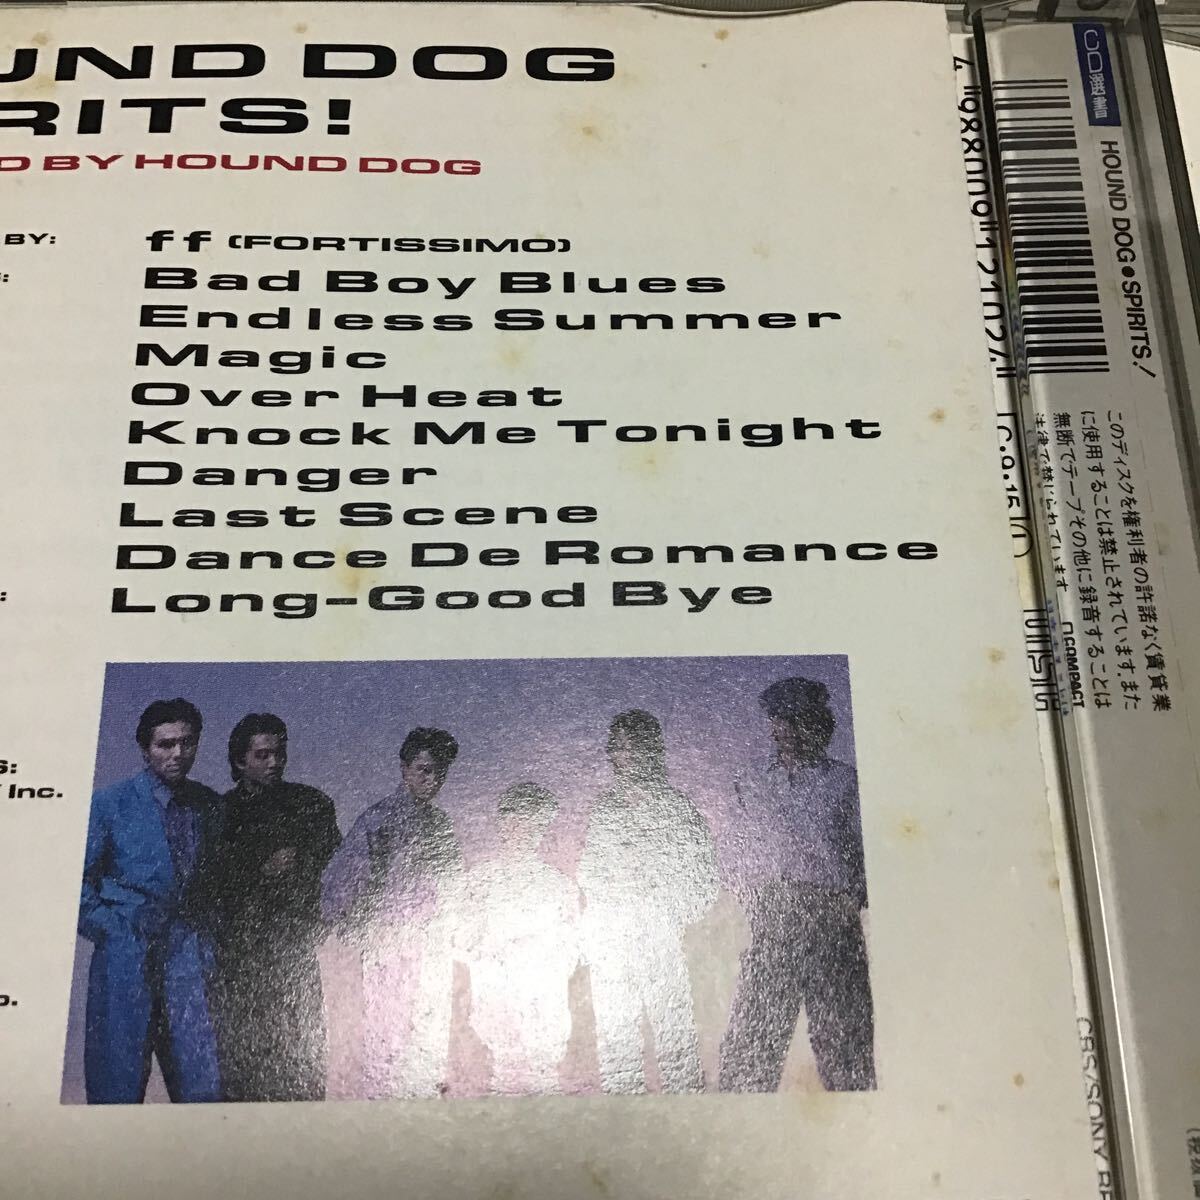 UND DOG
RITS!
D BY HOUND DOG
BY:
ff (FORTISSIMO)
Bad Boy Blues
Endless Summer
Magic
Over Heat
Knock Me Tonight
Danger
Last Scene
Dance De Romance
Long-Good Bye
S:
Inc.
HOUND DOG●SPIRITS!
4 988009 121024
このディスクを権利者の許諾なく賃貸業
に使用することは禁止されています。また
無断でテープその他に録音することは
法律で禁じられています。
COMPACT
CBS/SONY